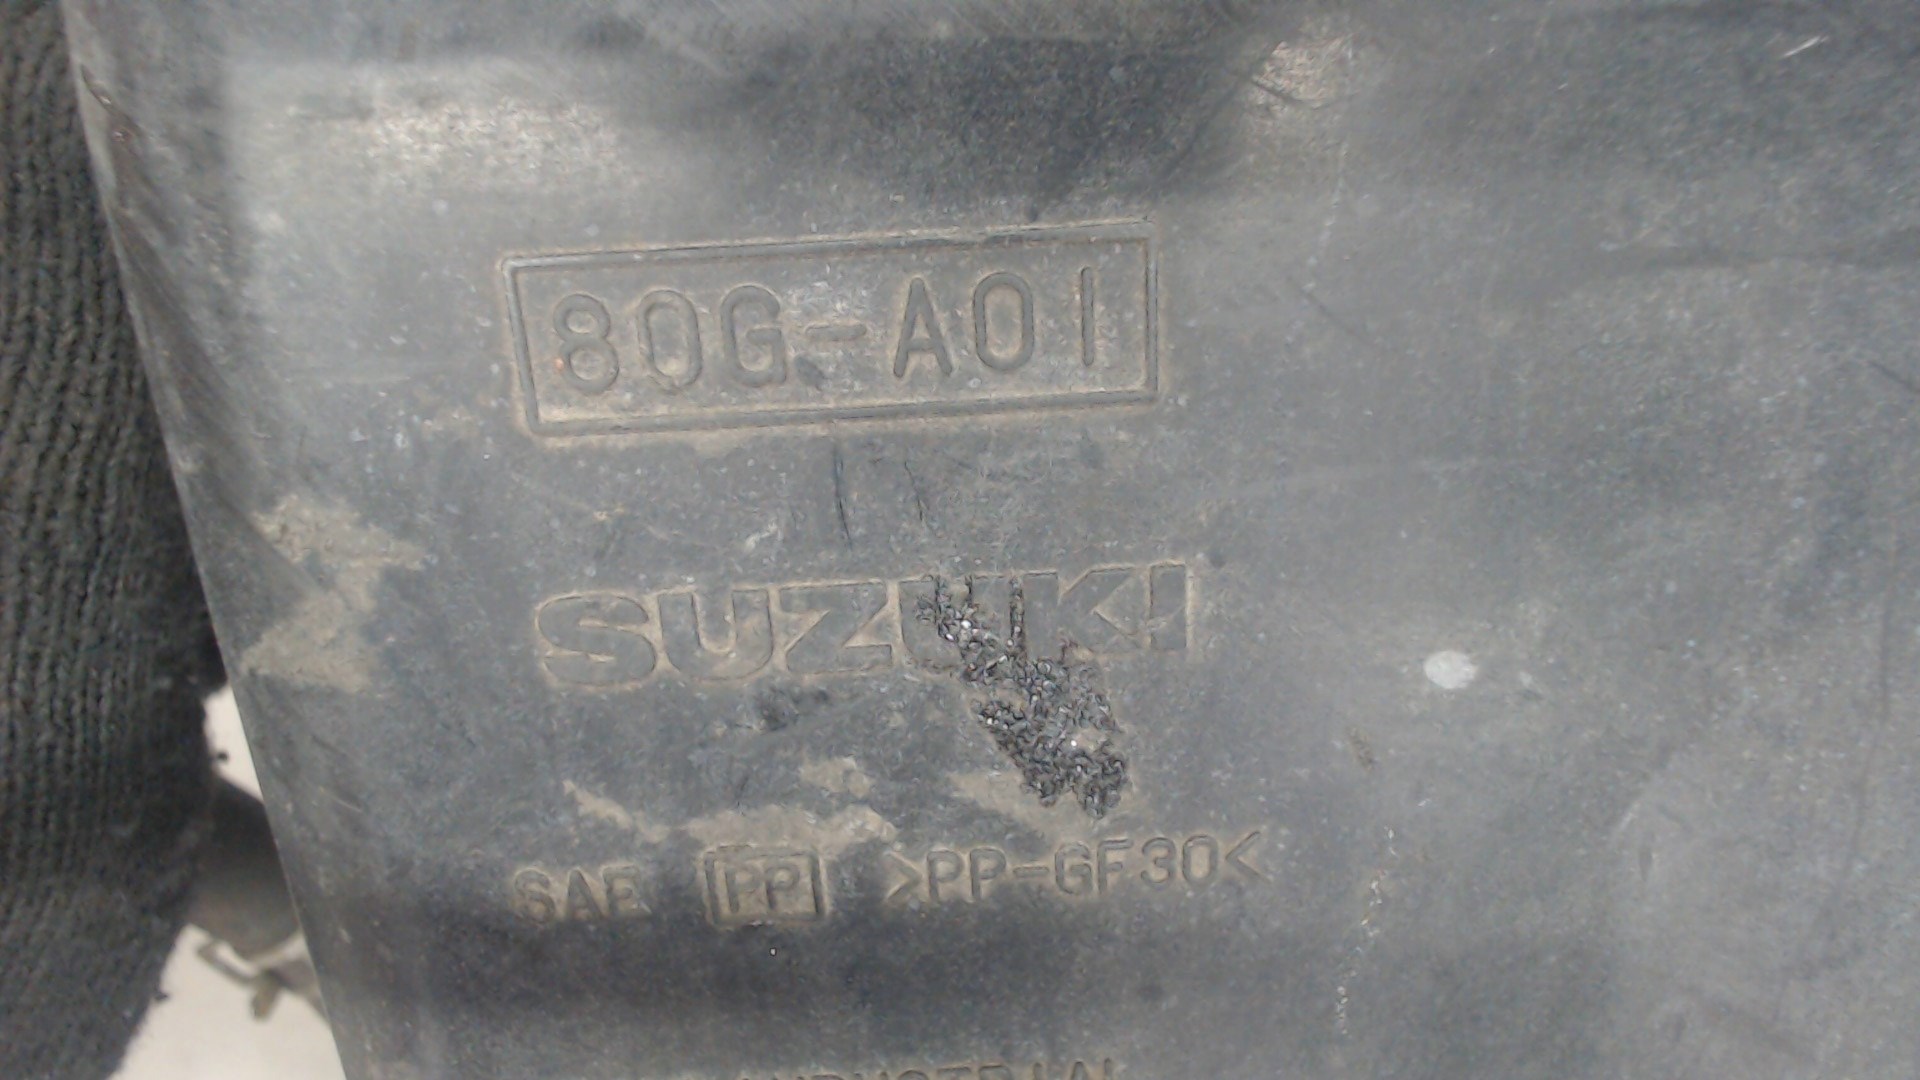 80G-A01
SUZUKI
SAE PP >PP-GF30<